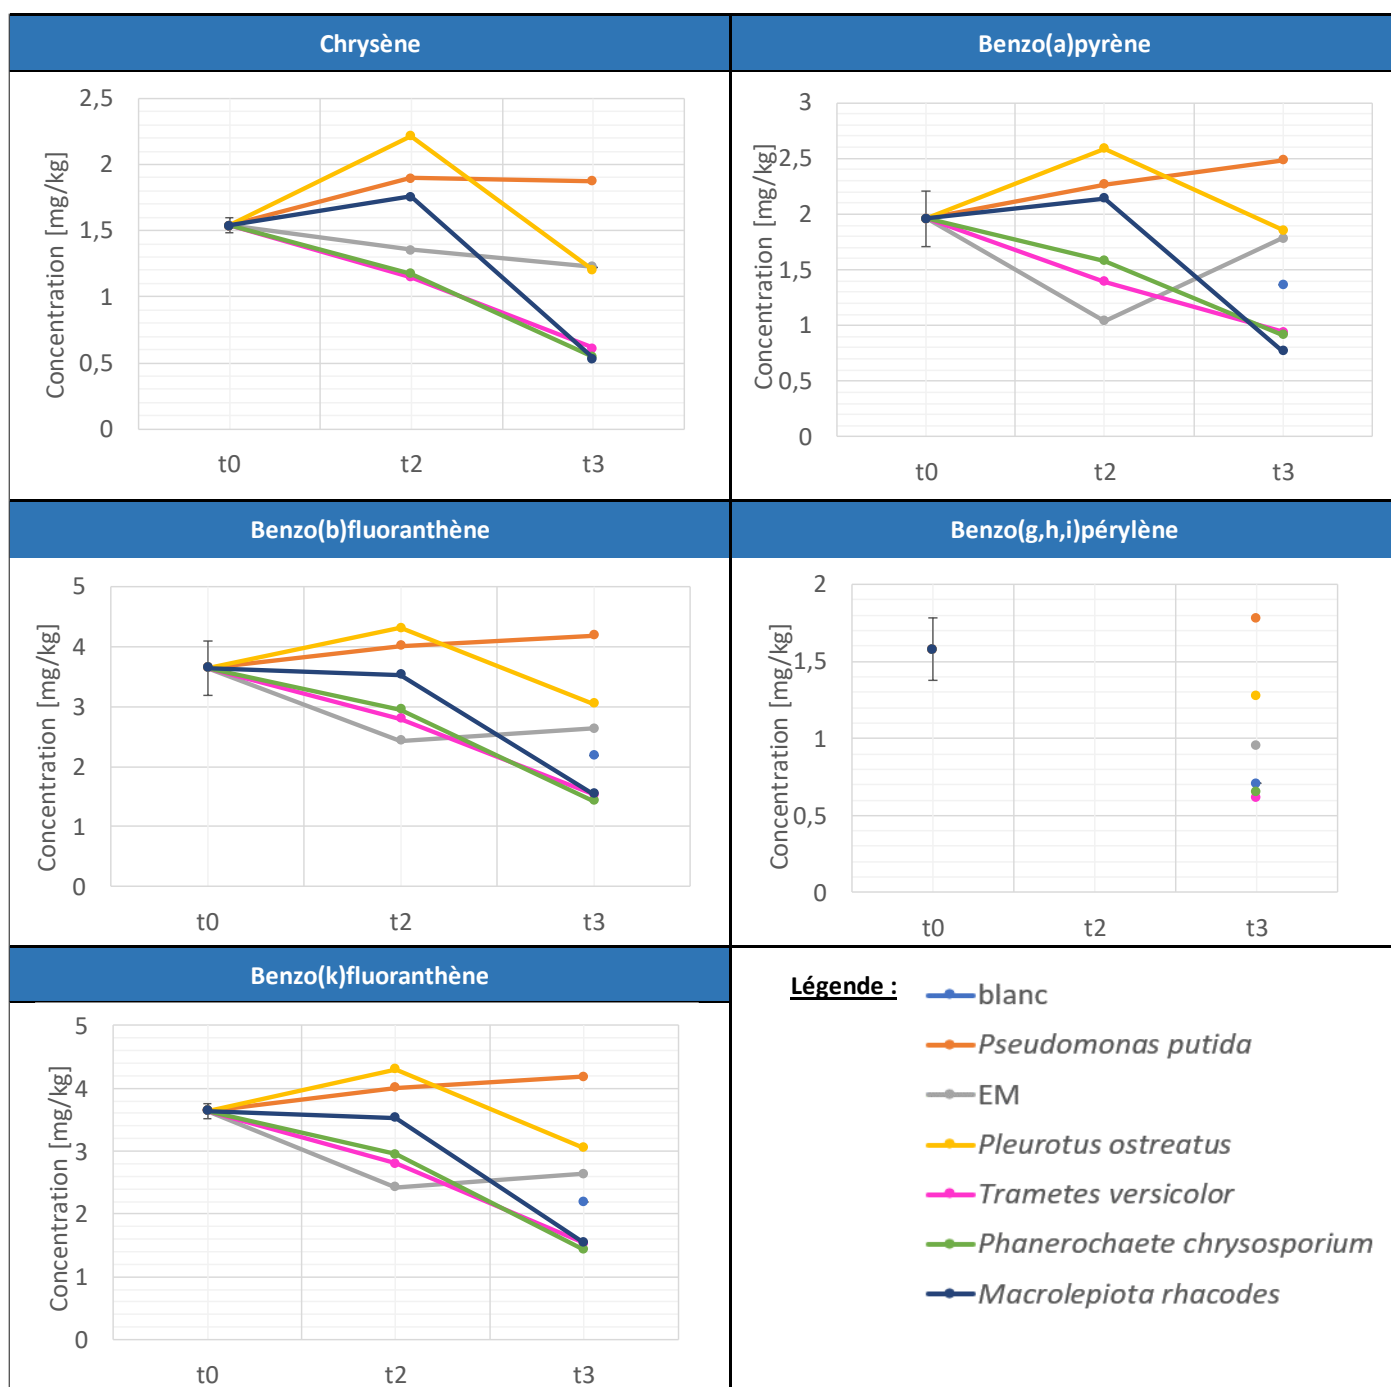 Chrysène
Benzo(a)pyrène
Concentration [mg/kg]
2,5
2
1,5
1
0,5
0
t0
t2
t3
Concentration [mg/kg]
3
2,5
2
1,5
1
0,5
0
t0
t2
t3
Benzo(b)fluoranthène
Benzo(g,h,i)pérylène
Concentration [mg/kg]
5
4
3
2
1
0
t0
t2
t3
Concentration [mg/kg]
2
1,5
1
0,5
0
t0
t2
t3
Benzo(k)fluoranthène
Concentration [mg/kg]
5
4
3
2
1
0
t0
t2
t3
Légende :
blanc
Pseudomonas putida
EM
Pleurotus ostreatus
Trametes versicolor
Phanerochaete chrysosporium
Macrolepiota rhacodes